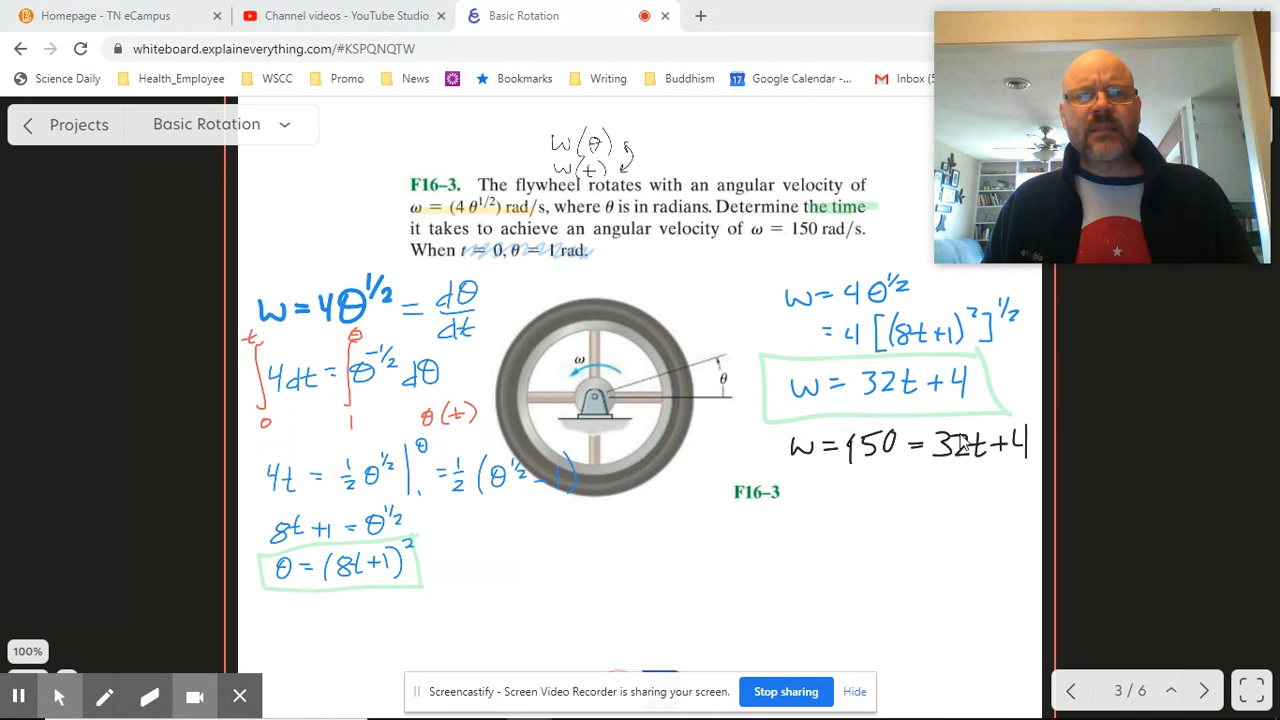 Homepage - TN eCampus
Channel videos - YouTube Studio
Basic Rotation
whiteboard.explaineverything.com/#KSPQNQTW
Science Daily
Health_Employee
WSCC
Promo
News
Bookmarks
Writing
Buddhism
17
Google Calendar -...
Inbox (5
Projects
Basic Rotation
w(θ)
w(t)
F16-3. The flywheel rotates with an angular velocity of
ω = (4 θ^1/2) rad/s, where θ is in radians. Determine the time
it takes to achieve an angular velocity of ω = 150 rad/s.
When t = 0, θ = 1 rad.
w = 4θ^1/2 = dθ/dt
∫₀ᵗ 4dt = ∫₁^θ θ^-1/2 dθ
θ(t)
4t = 1/2 θ^1/2 |₁^θ = 1/2 (θ^1/2 - 1)
8t + 1 = θ^1/2
θ = (8t+1)^2
ω
θ
w = 4θ^1/2
= 4[(8t+1)^2]^1/2
w = 32t + 4
w = 150 = 32t + 4
F16-3
100%
Screencastify - Screen Video Recorder is sharing your screen.
Stop sharing
Hide
3 / 6